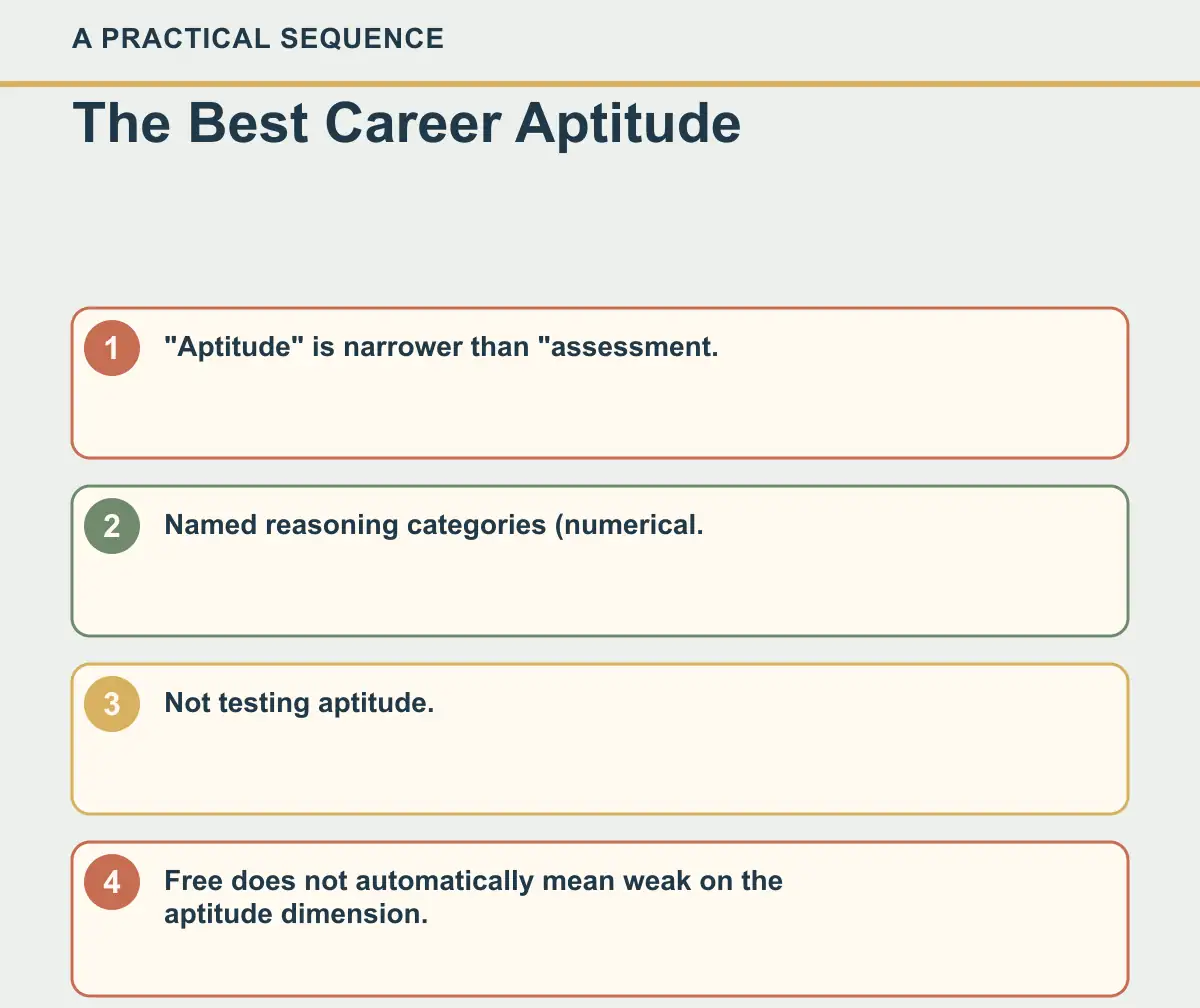 A PRACTICAL SEQUENCE
The Best Career Aptitude
1
"Aptitude" is narrower than "assessment.
2
Named reasoning categories (numerical.
3
Not testing aptitude.
4
Free does not automatically mean weak on the
aptitude dimension.